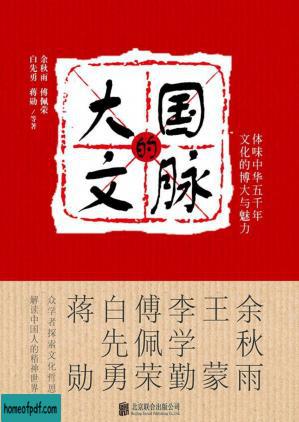 余秋雨 傅佩荣
白先勇 蒋勋/等著
大国
的
文脉
体味中华五千年
文化的博大与魅力
余秋雨
王蒙
李学勤
傅佩荣
白先勇
蒋勋
众学者探索文化哲思
解读中国人的精神世界
北京联合出版公司
homeofpdf.com